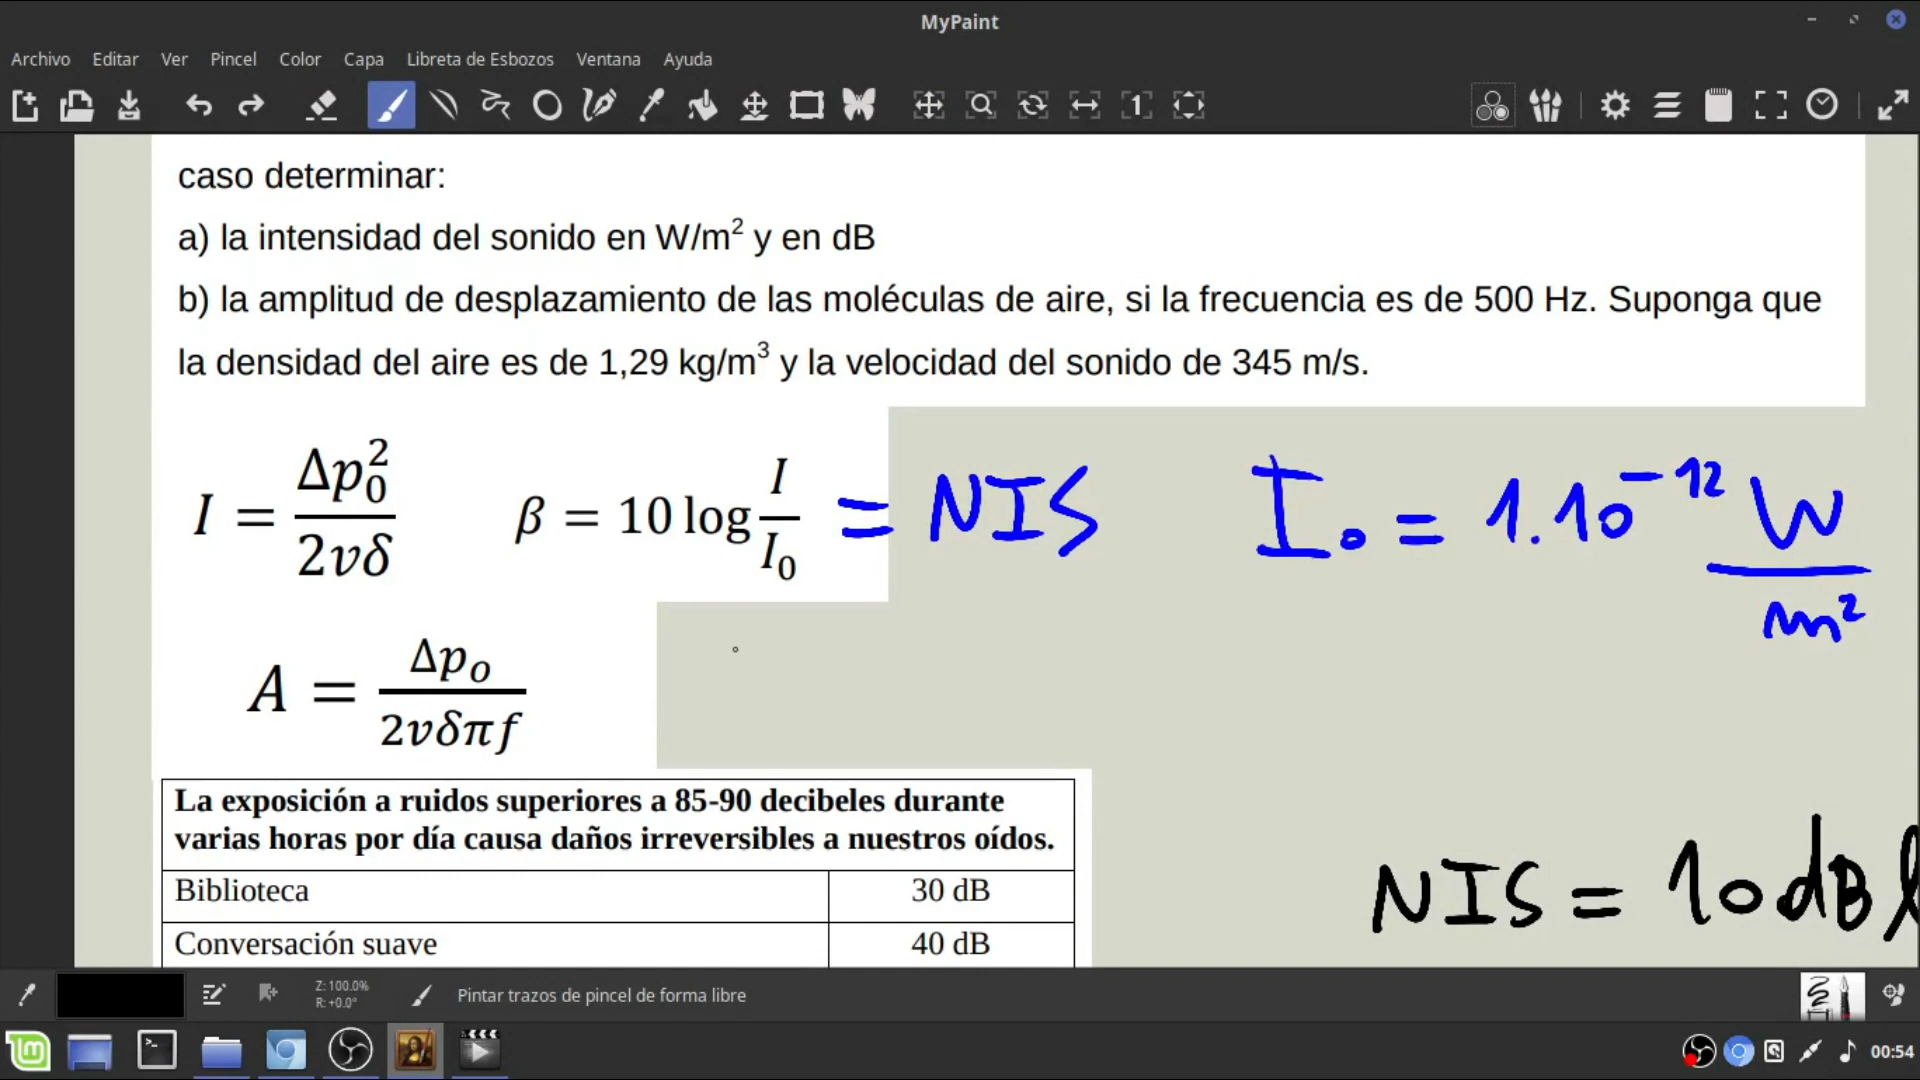 MyPaint
Archivo Editar Ver Pincel Color Capa Libreta de Esbozos Ventana Ayuda
caso determinar:
a) la intensidad del sonido en W/m² y en dB
b) la amplitud de desplazamiento de las moléculas de aire, si la frecuencia es de 500 Hz. Suponga que
la densidad del aire es de 1,29 kg/m³ y la velocidad del sonido de 345 m/s.
I = Δp₀² / 2vδ   β = 10 log I/I₀ = NIS   I₀ = 1.10⁻¹² W/m²
A = Δpₒ / 2vδπf
La exposición a ruidos superiores a 85-90 decibeles durante
varias horas por día causa daños irreversibles a nuestros oídos.
Biblioteca 30 dB
NIS = 10 dB l
Conversación suave 40 dB
Z: 100.0%
R: +0.0°
Pintar trazos de pincel de forma libre
00:54